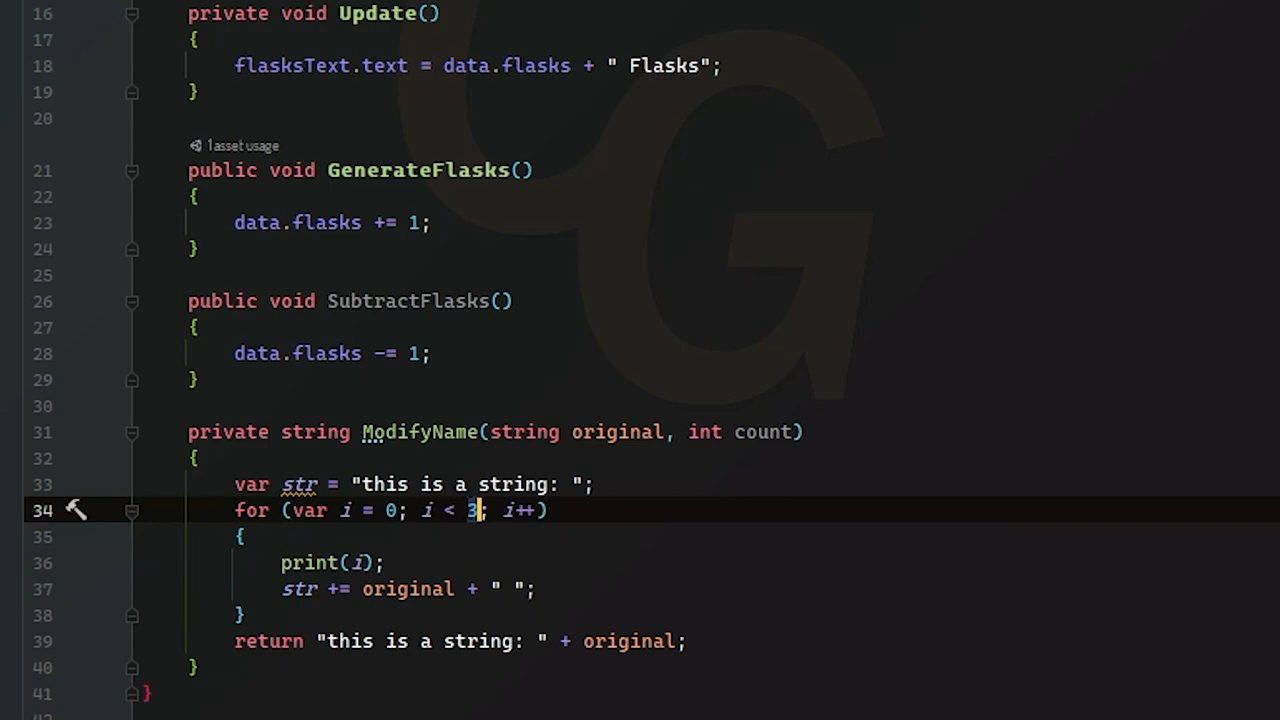 16 private void Update()
17 {
18 flasksText.text = data.flasks + " Flasks";
19 }
20
1 asset usage
21 public void GenerateFlasks()
22 {
23 data.flasks += 1;
24 }
25
26 public void SubtractFlasks()
27 {
28 data.flasks -= 1;
29 }
30
31 private string ModifyName(string original, int count)
32 {
33 var str = "this is a string: ";
34 for (var i = 0; i < 3; i++)
35 {
36 print(i);
37 str += original + " ";
38 }
39 return "this is a string: " + original;
40 }
41 }